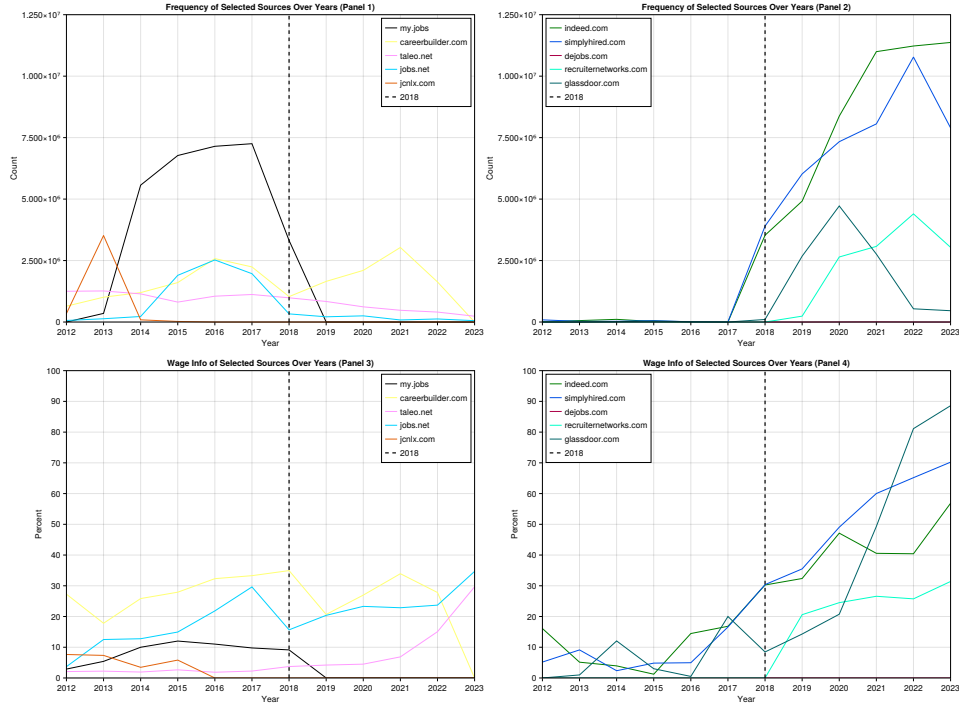 Frequency of Selected Sources Over Years (Panel 1)
1.250×10⁷
1.000×10⁷
7.500×10⁶
5.000×10⁶
2.500×10⁶
0
Count
my.jobs
careerbuilder.com
taleo.net
jobs.net
jcnlx.com
2018
2012 2013 2014 2015 2016 2017 2018 2019 2020 2021 2022 2023
Year
Frequency of Selected Sources Over Years (Panel 2)
1.250×10⁷
1.000×10⁷
7.500×10⁶
5.000×10⁶
2.500×10⁶
0
Count
indeed.com
simplyhired.com
dejobs.com
recruiternetworks.com
glassdoor.com
2018
2012 2013 2014 2015 2016 2017 2018 2019 2020 2021 2022 2023
Year
Wage Info of Selected Sources Over Years (Panel 3)
100
90
80
70
60
50
40
30
20
10
0
Percent
my.jobs
careerbuilder.com
taleo.net
jobs.net
jcnlx.com
2018
2012 2013 2014 2015 2016 2017 2018 2019 2020 2021 2022 2023
Year
Wage Info of Selected Sources Over Years (Panel 4)
100
90
80
70
60
50
40
30
20
10
0
Percent
indeed.com
simplyhired.com
dejobs.com
recruiternetworks.com
glassdoor.com
2018
2012 2013 2014 2015 2016 2017 2018 2019 2020 2021 2022 2023
Year